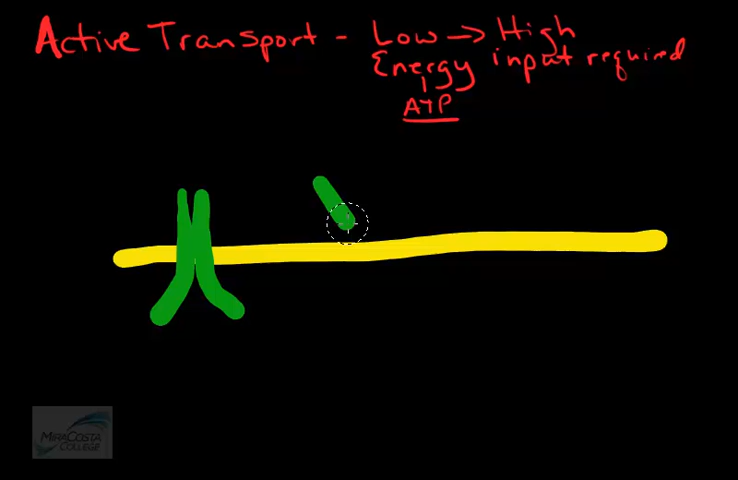 Active Transport - Low → High
Energy input required
ATP
MIRACOSTA
COLLEGE